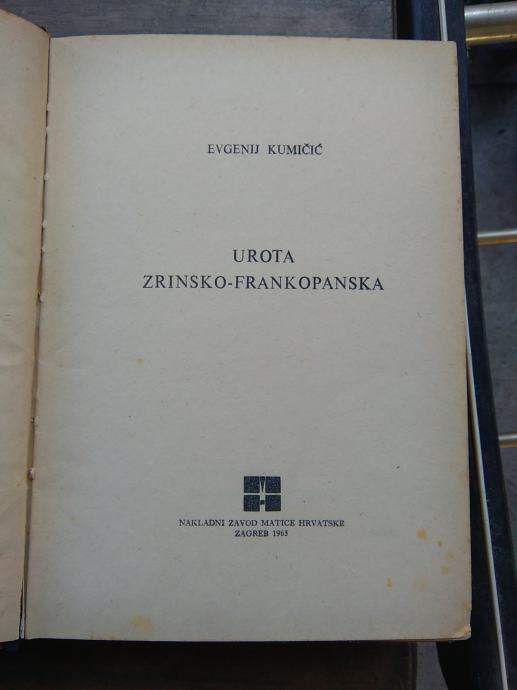 EVGENIJ KUMIČIĆ
UROTA
ZRINSKO-FRANKOPANSKA
NAKLADNI ZAVOD MATICE HRVATSKE
ZAGREB 1965